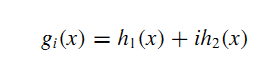 gᵢ(x) = h₁(x) + ih₂(x)